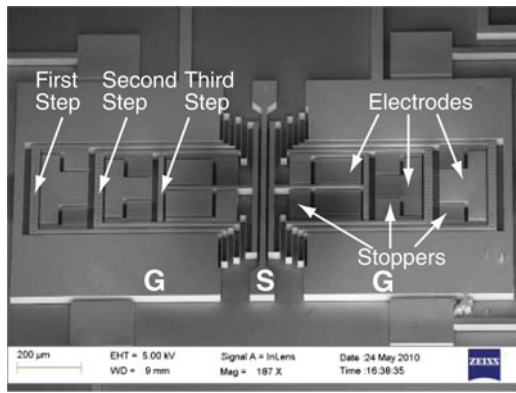 First
Step
Second
Step
Third
Step
Electrodes
Stoppers
G
S
G
200 µm
EHT = 5.00 kV
WD = 9 mm
Signal A = InLens
Mag = 187 X
Date :24 May 2010
Time :16:38:35
ZEISS